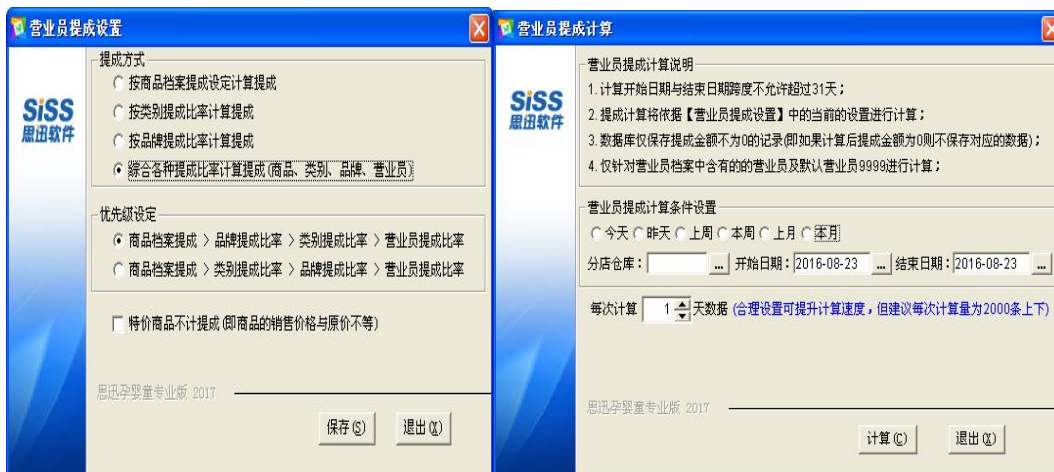 营业员提成设置
SiSS
思迅软件
提成方式
按商品档案提成设定计算提成
按类别提成比率计算提成
按品牌提成比率计算提成
综合各种提成比率计算提成(商品、类别、品牌、营业员)
优先级设定
商品档案提成 > 品牌提成比率 > 类别提成比率 > 营业员提成比率
商品档案提成 > 类别提成比率 > 品牌提成比率 > 营业员提成比率
特价商品不计提成(即商品的销售价格与原价不等)
思迅孕婴童专业版 2017
保存(S) 退出(X)
营业员提成计算
SiSS
思迅软件
营业员提成计算说明
1.计算开始日期与结束日期跨度不允许超过31天;
2.提成计算将依据【营业员提成设置】中的当前的设置进行计算;
3.数据库仅保存提成金额不为0的记录(即如果计算后提成金额为0则不保存对应的数据);
4.仅针对营业员档案中含有的的营业员及默认营业员9999进行计算;
营业员提成计算条件设置
今天 昨天 上周 本周 上月 本月
分店仓库: ... 开始日期: 2016-08-23 ... 结束日期: 2016-08-23 ...
每次计算 1 天数据 (合理设置可提升计算速度,但建议每次计算量为2000条上下)
思迅孕婴童专业版 2017
计算(C) 退出(X)